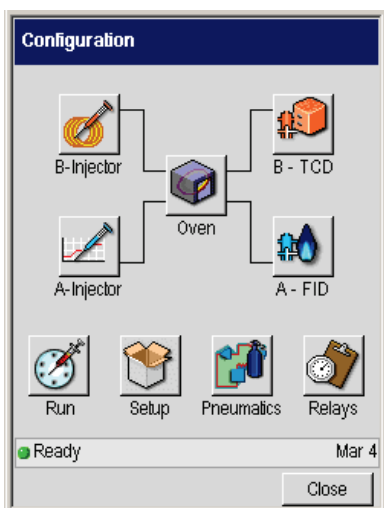 Configuration
B-Injector
B - TCD
Oven
A-Injector
A - FID
Run
Setup
Pneumatics
Relays
Ready
Mar 4
Close